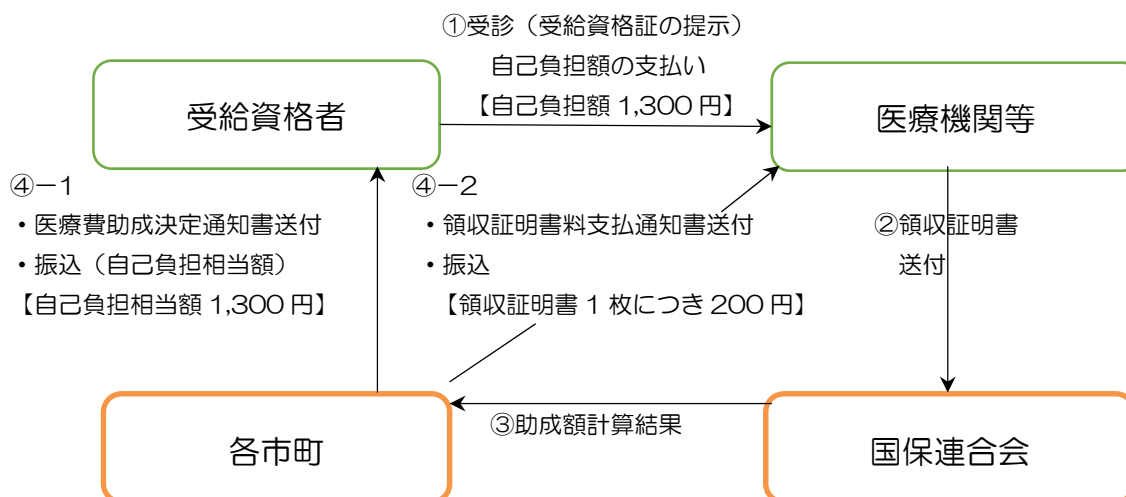 ①受診（受給資格証の提示）
自己負担額の支払い
【自己負担額 1,300 円】
受給資格者
医療機関等
④－1
・医療費助成決定通知書送付
・振込（自己負担相当額）
【自己負担相当額 1,300 円】
④－2
・領収証明書料支払通知書送付
・振込
【領収証明書 1 枚につき 200 円】
②領収証明書
送付
③助成額計算結果
各市町
国保連合会